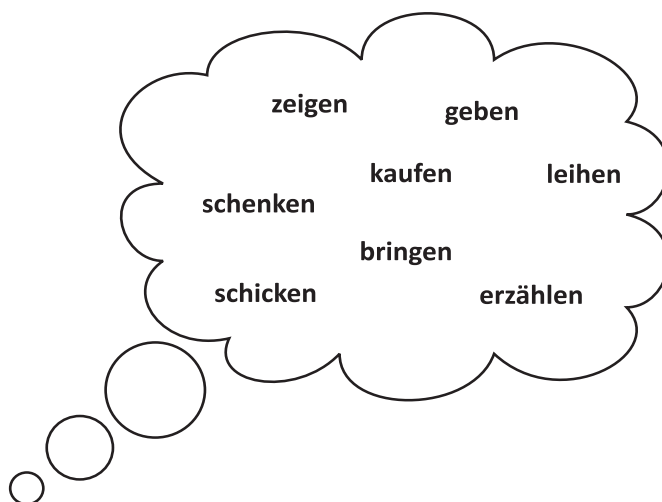 zeigen
geben
kaufen
leihen
schenken
bringen
schicken
erzählen